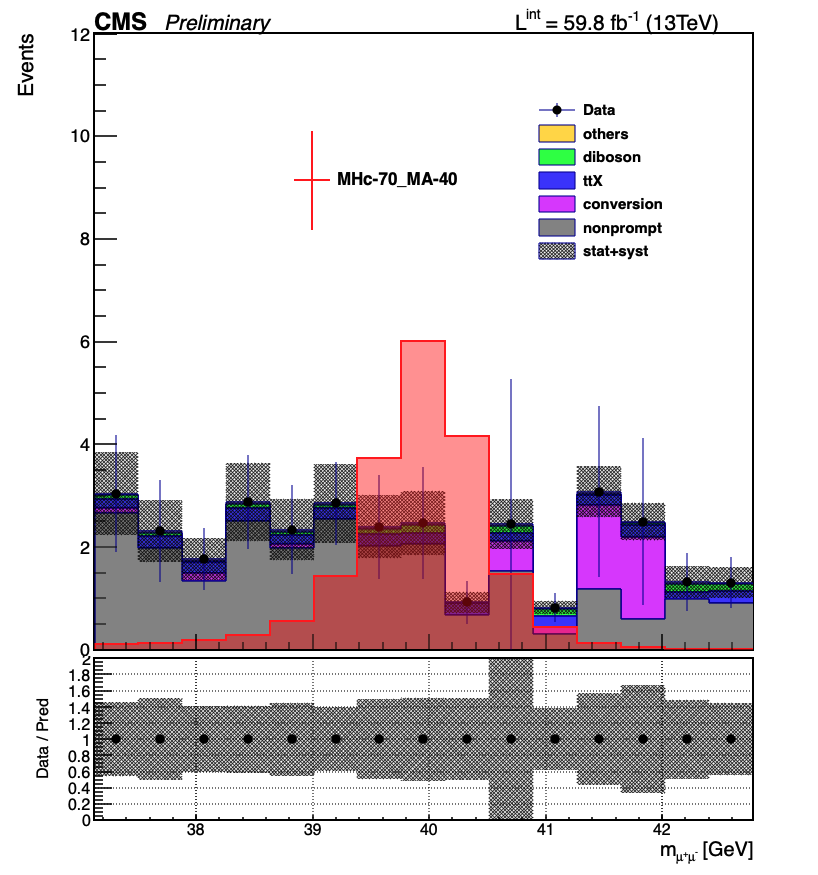 CMS Preliminary L^int = 59.8 fb^-1 (13TeV)
Events
12
10
8
6
4
2
0
Data
others
diboson
ttX
conversion
nonprompt
stat+syst
MHc-70_MA-40
Data / Pred
2
1.8
1.6
1.4
1.2
1
0.8
0.6
0.4
0.2
0
38 39 40 41 42
m_μ+μ- [GeV]